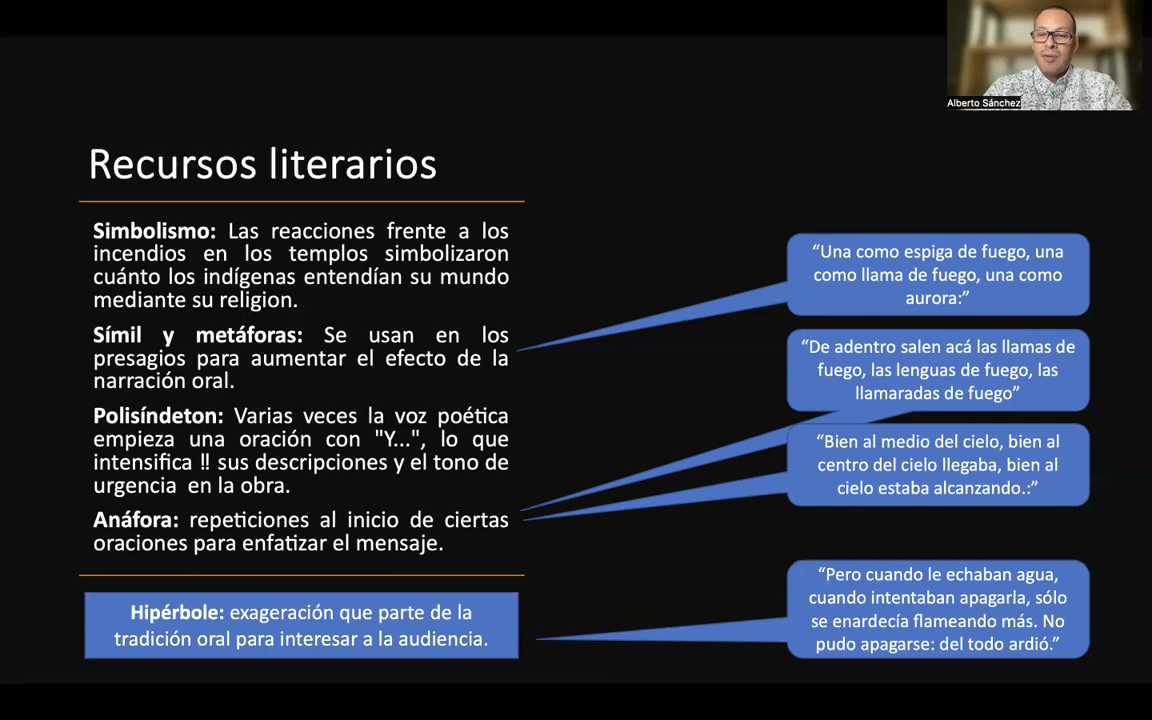 Alberto Sánchez
Recursos literarios
Simbolismo: Las reacciones frente a los
incendios en los templos simbolizaron
cuánto los indígenas entendían su mundo
mediante su religion.
Símil y metáforas: Se usan en los
presagios para aumentar el efecto de la
narración oral.
Polisíndeton: Varias veces la voz poética
empieza una oración con "Y...", lo que
intensifica !! sus descripciones y el tono de
urgencia en la obra.
Anáfora: repeticiones al inicio de ciertas
oraciones para enfatizar el mensaje.
Hipérbole: exageración que parte de la
tradición oral para interesar a la audiencia.
“Una como espiga de fuego, una
como llama de fuego, una como
aurora:”
“De adentro salen acá las llamas de
fuego, las lenguas de fuego, las
llamaradas de fuego”
“Bien al medio del cielo, bien al
centro del cielo llegaba, bien al
cielo estaba alcanzando.:”
“Pero cuando le echaban agua,
cuando intentaban apagarla, sólo
se enardecía flameando más. No
pudo apagarse: del todo ardió.”